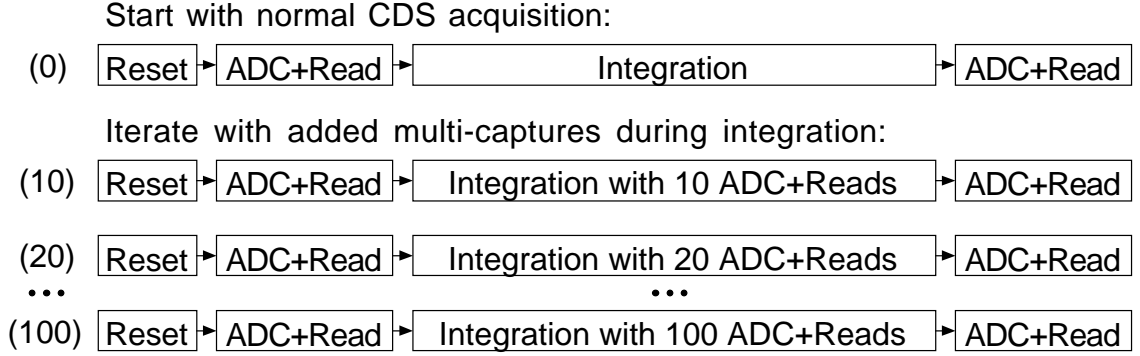 Start with normal CDS acquisition:
(0) Reset ADC+Read Integration ADC+Read
Iterate with added multi-captures during integration:
(10) Reset ADC+Read Integration with 10 ADC+Reads ADC+Read
(20) Reset ADC+Read Integration with 20 ADC+Reads ADC+Read
... ...
(100) Reset ADC+Read Integration with 100 ADC+Reads ADC+Read